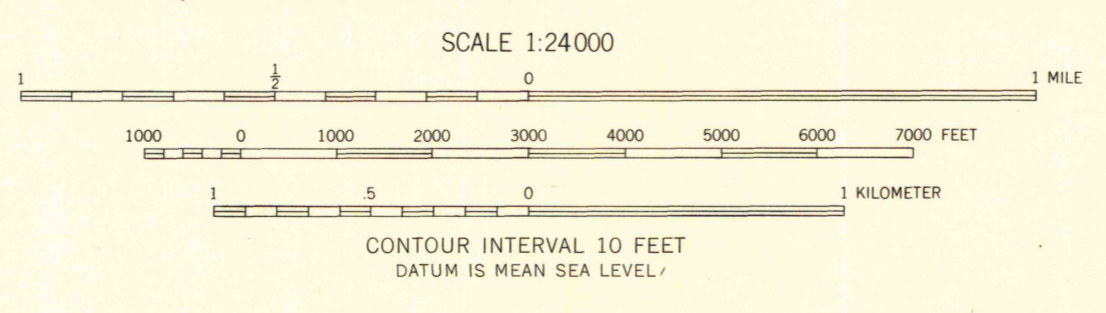 SCALE 1:24000
1 1/2 0 1 MILE
1000 0 1000 2000 3000 4000 5000 6000 7000 FEET
1 .5 0 1 KILOMETER
CONTOUR INTERVAL 10 FEET
DATUM IS MEAN SEA LEVEL